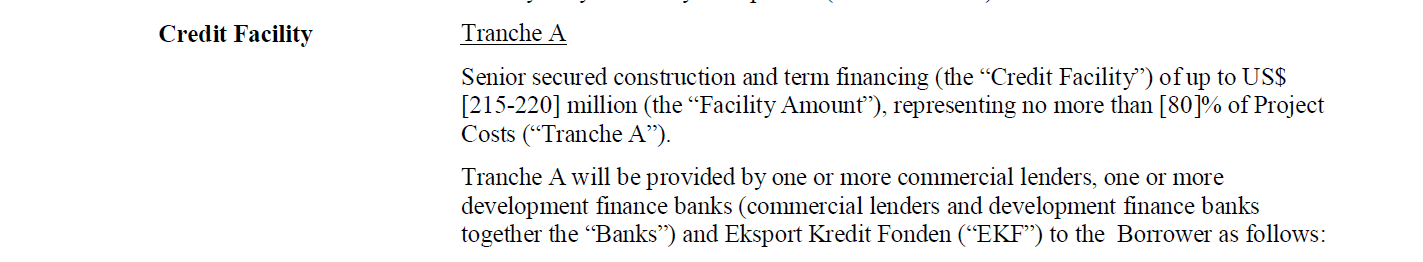 Credit Facility
Tranche A
Senior secured construction and term financing (the “Credit Facility”) of up to US$
[215-220] million (the “Facility Amount”), representing no more than [80]% of Project
Costs (“Tranche A”).
Tranche A will be provided by one or more commercial lenders, one or more
development finance banks (commercial lenders and development finance banks
together the “Banks”) and Eksport Kredit Fonden (“EKF”) to the Borrower as follows: